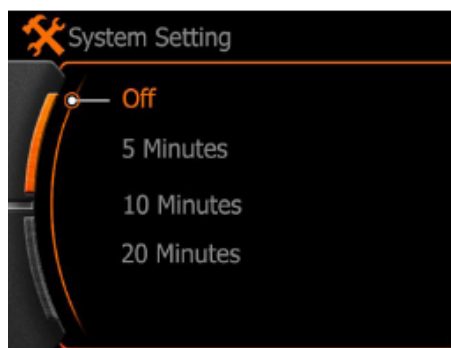 System Setting
Off
5 Minutes
10 Minutes
20 Minutes